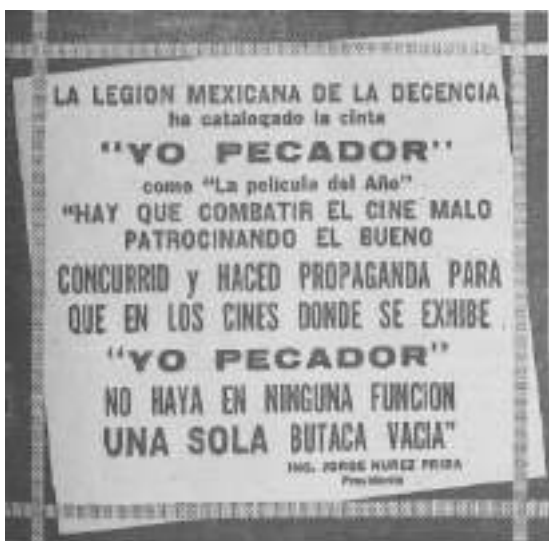 LA LEGION MEXICANA DE LA DECENCIA
ha catalogado la cinta
"YO PECADOR"
como "La película del Año"
"HAY QUE COMBATIR EL CINE MALO
PATROCINANDO EL BUENO
CONCURRID y HACED PROPAGANDA PARA
QUE EN LOS CINES DONDE SE EXHIBE
"YO PECADOR"
NO HAYA EN NINGUNA FUNCION
UNA SOLA BUTACA VACIA"
ING. JORGE NUÑEZ PRIDA
Presidente